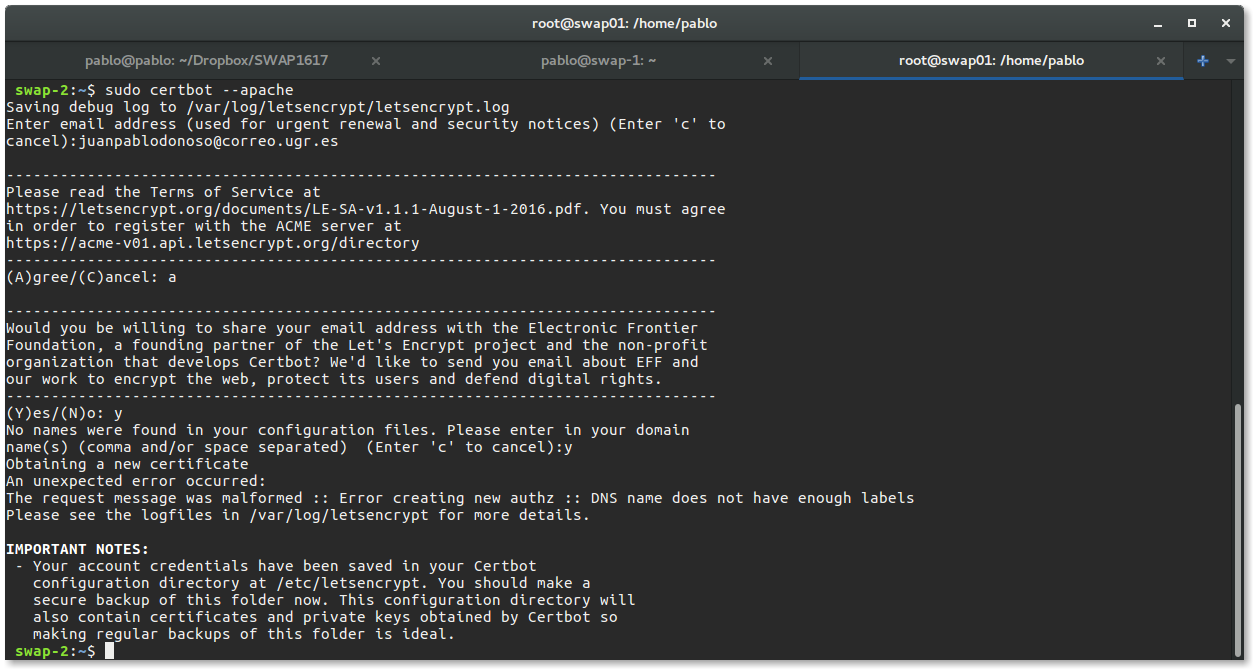 root@swap01: /home/pablo
pablo@pablo: ~/Dropbox/SWAP1617 pablo@swap-1: ~ root@swap01: /home/pablo
swap-2:~$ sudo certbot --apache
Saving debug log to /var/log/letsencrypt/letsencrypt.log
Enter email address (used for urgent renewal and security notices) (Enter 'c' to
cancel):juanpablodonoso@correo.ugr.es
-------------------------------------------------------------------------------
Please read the Terms of Service at
https://letsencrypt.org/documents/LE-SA-v1.1.1-August-1-2016.pdf. You must agree
in order to register with the ACME server at
https://acme-v01.api.letsencrypt.org/directory
-------------------------------------------------------------------------------
(A)gree/(C)ancel: a
-------------------------------------------------------------------------------
Would you be willing to share your email address with the Electronic Frontier
Foundation, a founding partner of the Let's Encrypt project and the non-profit
organization that develops Certbot? We'd like to send you email about EFF and
our work to encrypt the web, protect its users and defend digital rights.
-------------------------------------------------------------------------------
(Y)es/(N)o: y
No names were found in your configuration files. Please enter in your domain
name(s) (comma and/or space separated)  (Enter 'c' to cancel):y
Obtaining a new certificate
An unexpected error occurred:
The request message was malformed :: Error creating new authz :: DNS name does not have enough labels
Please see the logfiles in /var/log/letsencrypt for more details.
IMPORTANT NOTES:
- Your account credentials have been saved in your Certbot
configuration directory at /etc/letsencrypt. You should make a
secure backup of this folder now. This configuration directory will
also contain certificates and private keys obtained by Certbot so
making regular backups of this folder is ideal.
swap-2:~$